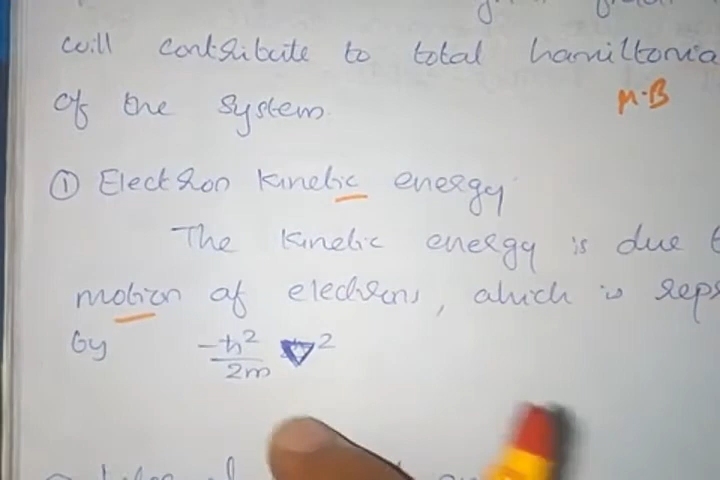 will contribute to total hamiltonia
of the system
M.B
① Electron kinetic energy
The kinetic energy is due t
motion of electrons, which is rep
by -ħ²/2m ∇²